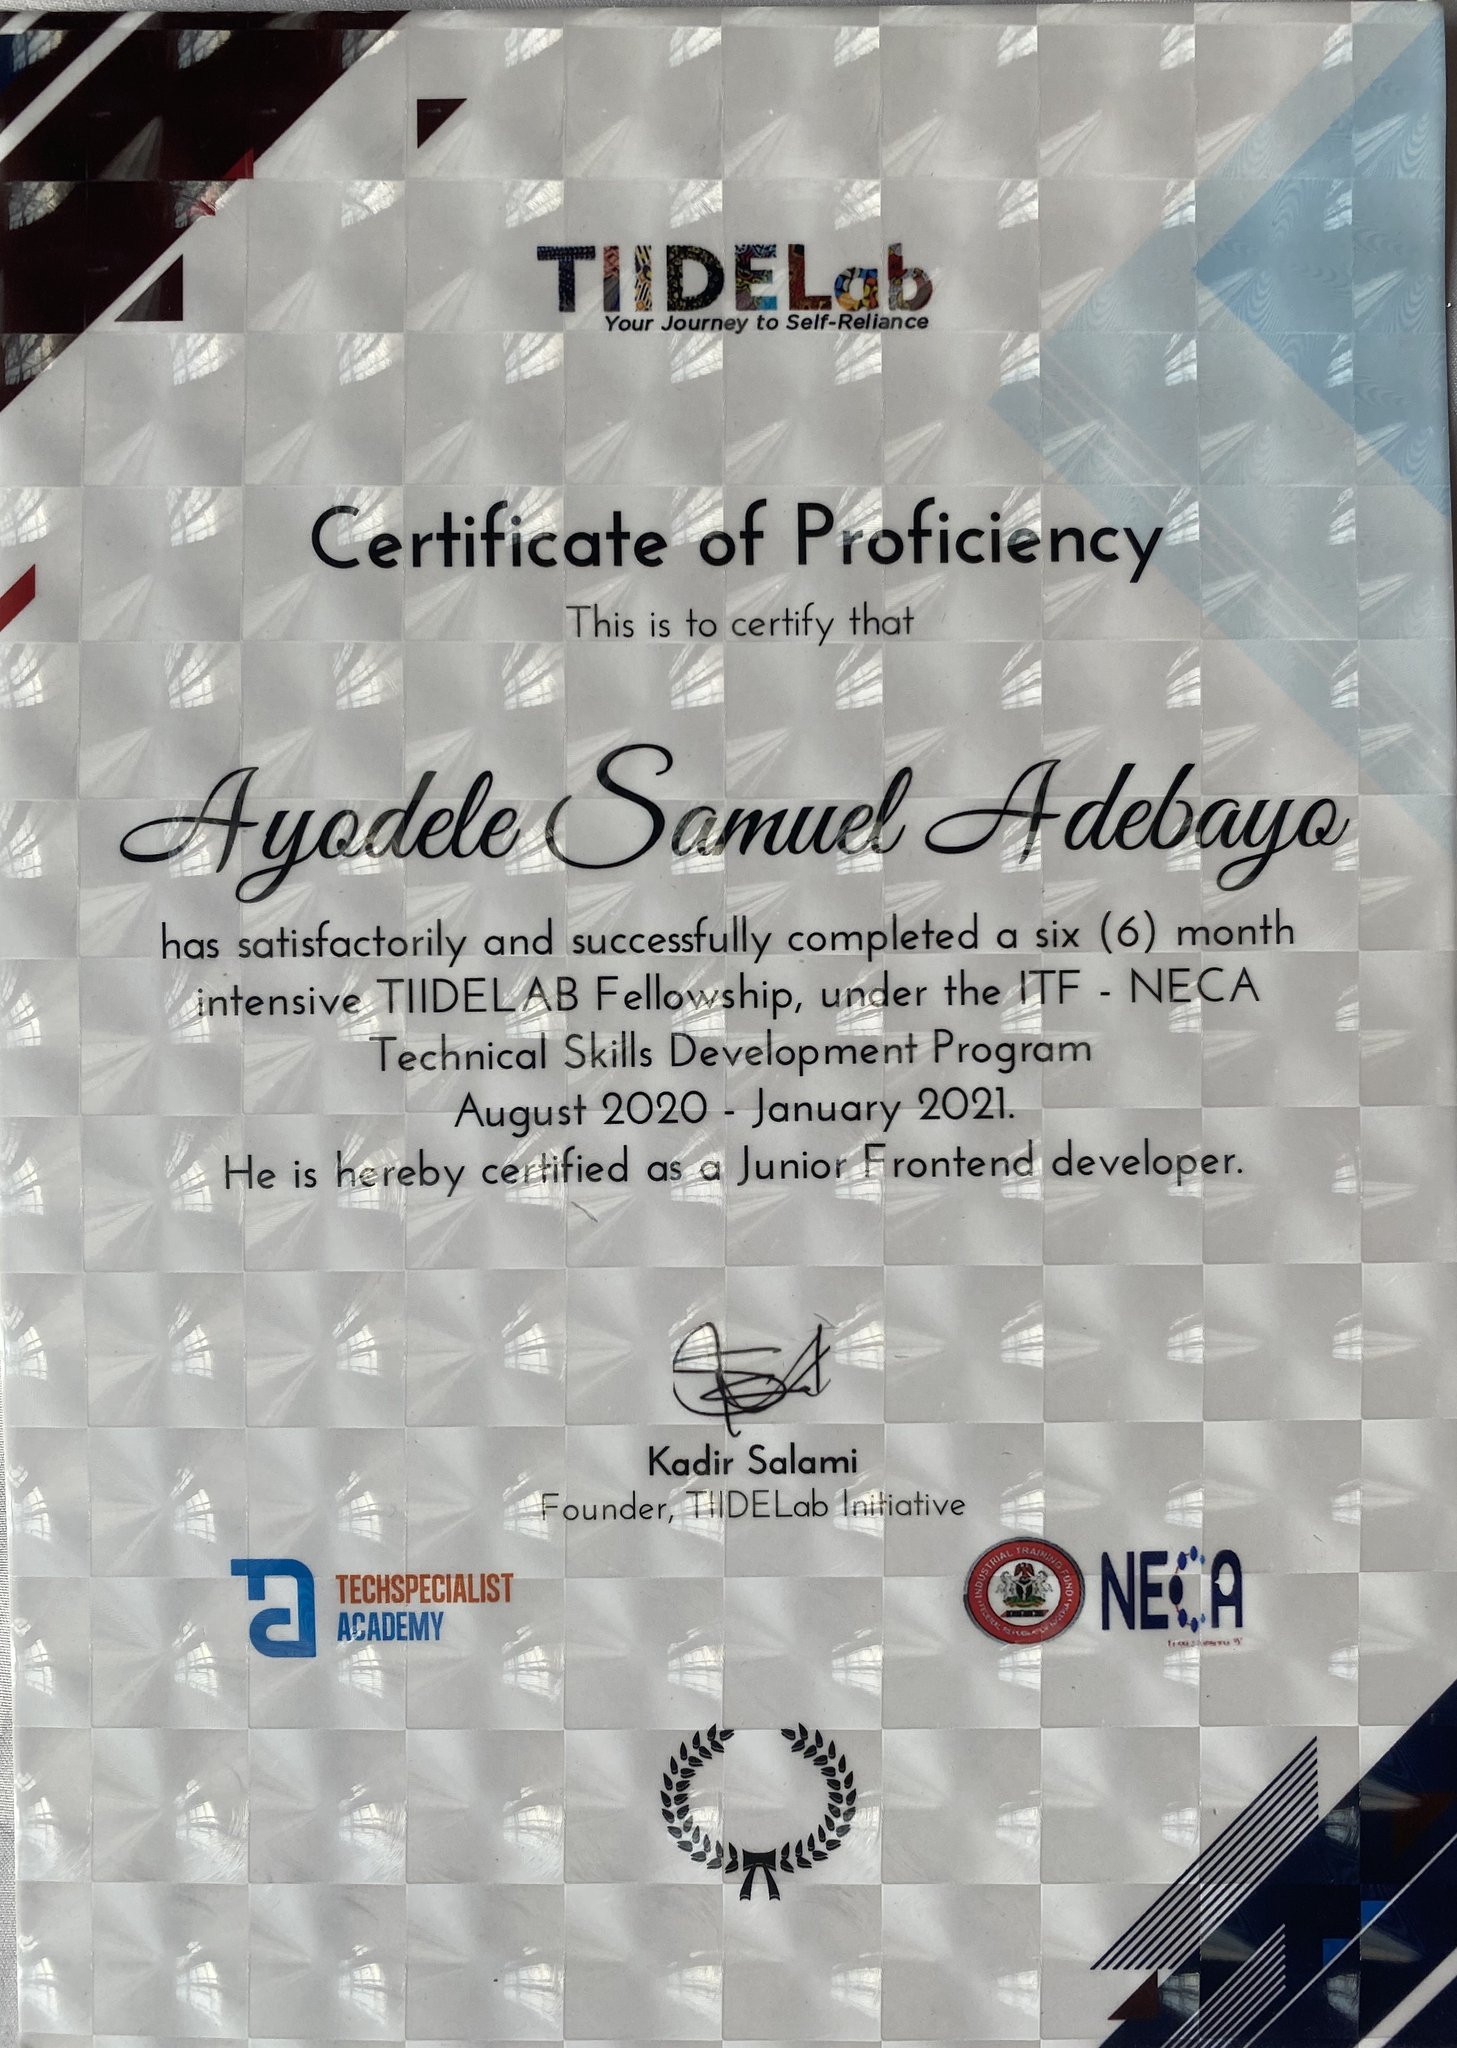 TIIDELab
Your Journey to Self-Reliance
Certificate of Proficiency
This is to certify that
Ayodele Samuel Adebayo
has satisfactorily and successfully completed a six (6) month
intensive TIIDELAB Fellowship, under the ITF - NECA
Technical Skills Development Program
August 2020 - January 2021.
He is hereby certified as a Junior Frontend developer.
Kadir Salami
Founder, TIIDELab Initiative
TECHSPECIALIST
ACADEMY
INDUSTRIAL TRAINING FUND
NECA